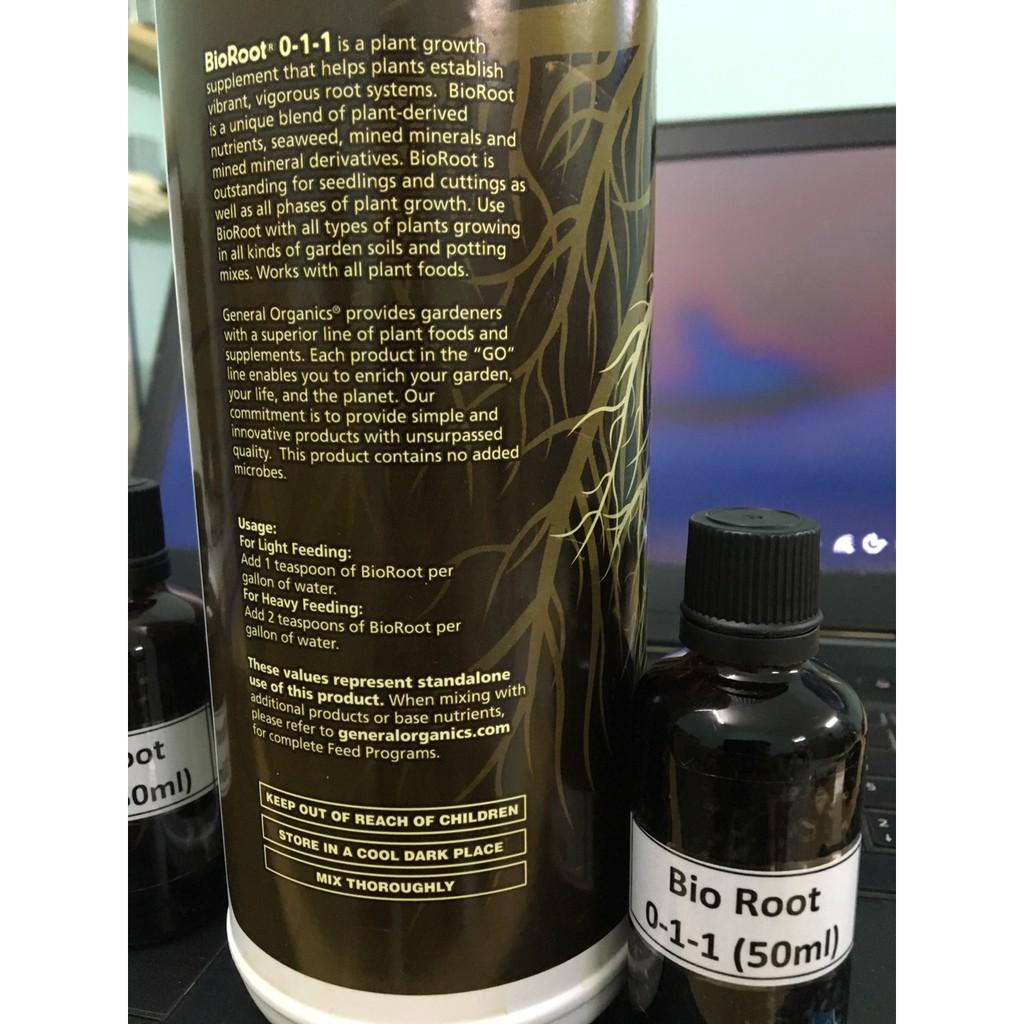 BioRoot® 0-1-1 is a plant growth
supplement that helps plants establish
vibrant, vigorous root systems. BioRoot
is a unique blend of plant-derived
nutrients, seaweed, mined minerals and
mined mineral derivatives. BioRoot is
outstanding for seedlings and cuttings as
well as all phases of plant growth. Use
BioRoot with all types of plants growing
in all kinds of garden soils and potting
mixes. Works with all plant foods.
General Organics® provides gardeners
with a superior line of plant foods and
supplements. Each product in the “GO”
line enables you to enrich your garden,
your life, and the planet. Our
commitment is to provide simple and
innovative products with unsurpassed
quality. This product contains no added
microbes.
Usage:
For Light Feeding:
Add 1 teaspoon of BioRoot per
gallon of water.
For Heavy Feeding:
Add 2 teaspoons of BioRoot per
gallon of water.
These values represent standalone
use of this product. When mixing with
additional products or base nutrients,
please refer to generalorganics.com
for complete Feed Programs.
KEEP OUT OF REACH OF CHILDREN
STORE IN A COOL DARK PLACE
MIX THOROUGHLY
Bio Root
0-1-1 (50ml)
oot
0ml)
2